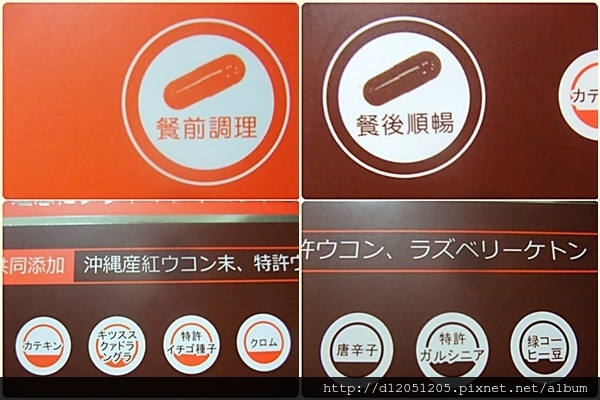 餐前調理
餐後順暢
カテ
共同添加
沖縄産紅ウコン末、特許ウ
カテキン
キツスス
クァドラ
ングラ
特許
イチゴ種子
クロム
許ウコン、ラズベリーケトン
唐辛子
特許
ガルシニア
绿コー
ヒー豆
http://d12051205.pixnet.net/album